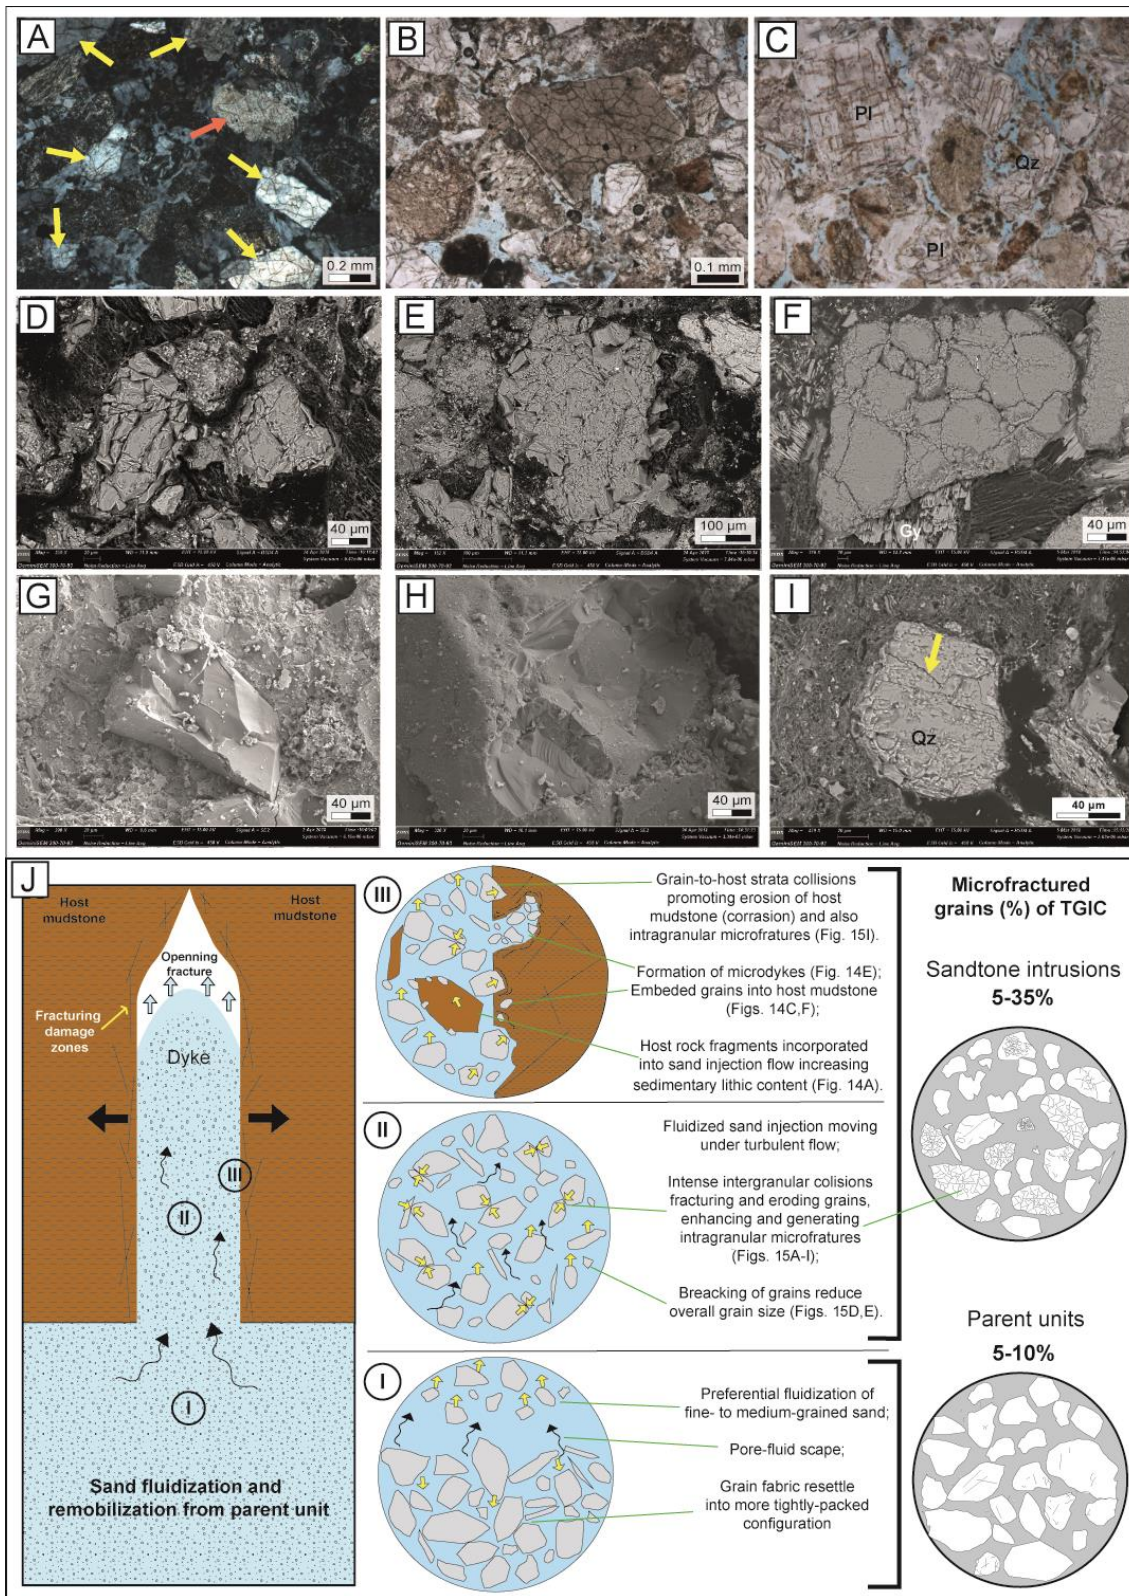 A
0.2 mm
B
0.1 mm
C
Pl
Qz
Pl
D
40 µm
E
100 µm
F
Gy
40 µm
G
40 µm
H
40 µm
I
Qz
40 µm
J
Host
mudstone
Host
mudstone
Openning
fracture
Fracturing
damage
zones
Dyke
III
II
I
Sand fluidization and
remobilization from parent unit
III
Grain-to-host strata collisions
promoting erosion of host
mudstone (corrasion) and also
intragranular microfratures (Fig. 15I).
Formation of microdykes (Fig. 14E);
Embeded grains into host mudstone
(Figs. 14C,F);
Host rock fragments incorporated
into sand injection flow increasing
sedimentary lithic content (Fig. 14A).
II
Fluidized sand injection moving
under turbulent flow;
Intense intergranular colisions
fracturing and eroding grains,
enhancing and generating
intragranular microfratures
(Figs. 15A-I);
Breacking of grains reduce
overall grain size (Figs. 15D,E).
I
Preferential fluidization of
fine- to medium-grained sand;
Pore-fluid scape;
Grain fabric resettle
into more tightly-packed
configuration
Microfractured
grains (%) of TGIC
Sandtone intrusions
5-35%
Parent units
5-10%